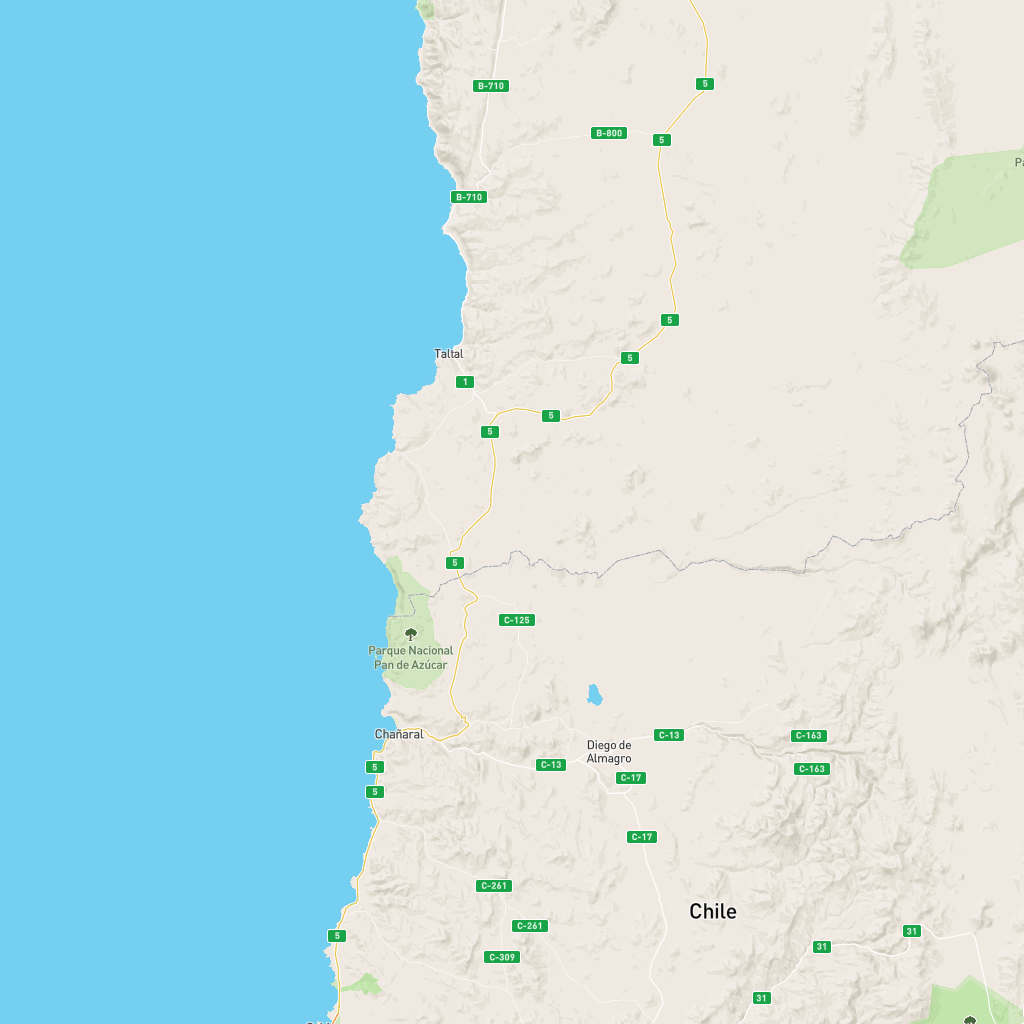 5
B-710
B-800
5
Pa
B-710
5
Taltal
5
1
5
5
5
C-125
Parque Nacional
Pan de Azúcar
Chañaral
C-13
C-163
Diego de
Almagro
5
C-13
C-163
C-17
5
C-17
C-261
Chile
C-261
31
5
31
C-309
31